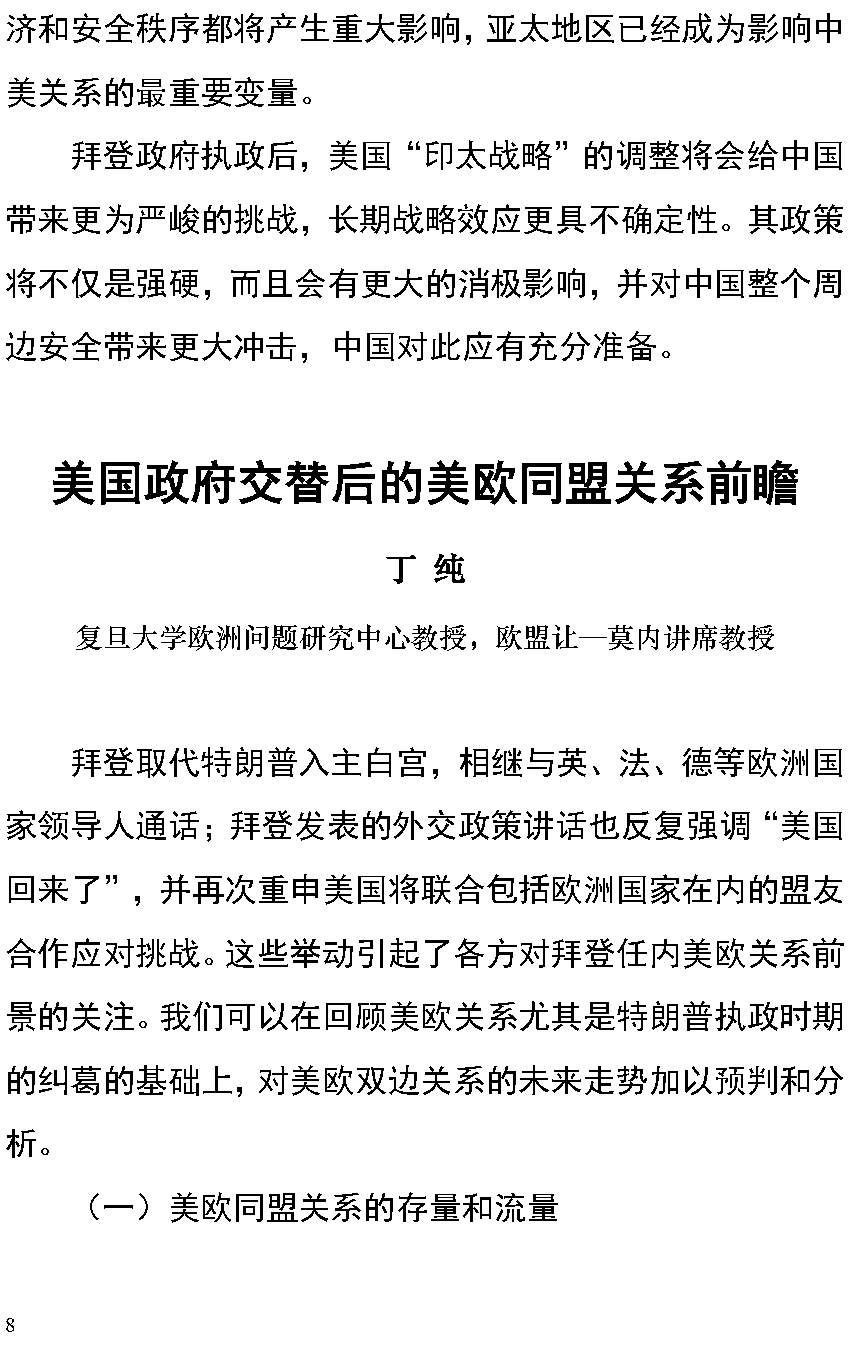 济和安全秩序都将产生重大影响，亚太地区已经成为影响中
美关系的最重要变量。
拜登政府执政后，美国“印太战略”的调整将会给中国
带来更为严峻的挑战，长期战略效应更具不确定性。其政策
将不仅是强硬，而且会有更大的消极影响，并对中国整个周
边安全带来更大冲击，中国对此应有充分准备。
美国政府交替后的美欧同盟关系前瞻
丁 纯
复旦大学欧洲问题研究中心教授，欧盟让—莫内讲席教授
拜登取代特朗普入主白宫，相继与英、法、德等欧洲国
家领导人通话；拜登发表的外交政策讲话也反复强调“美国
回来了”，并再次重申美国将联合包括欧洲国家在内的盟友
合作应对挑战。这些举动引起了各方对拜登任内美欧关系前
景的关注。我们可以在回顾美欧关系尤其是特朗普执政时期
的纠葛的基础上，对美欧双边关系的未来走势加以预判和分
析。
（一）美欧同盟关系的存量和流量
8